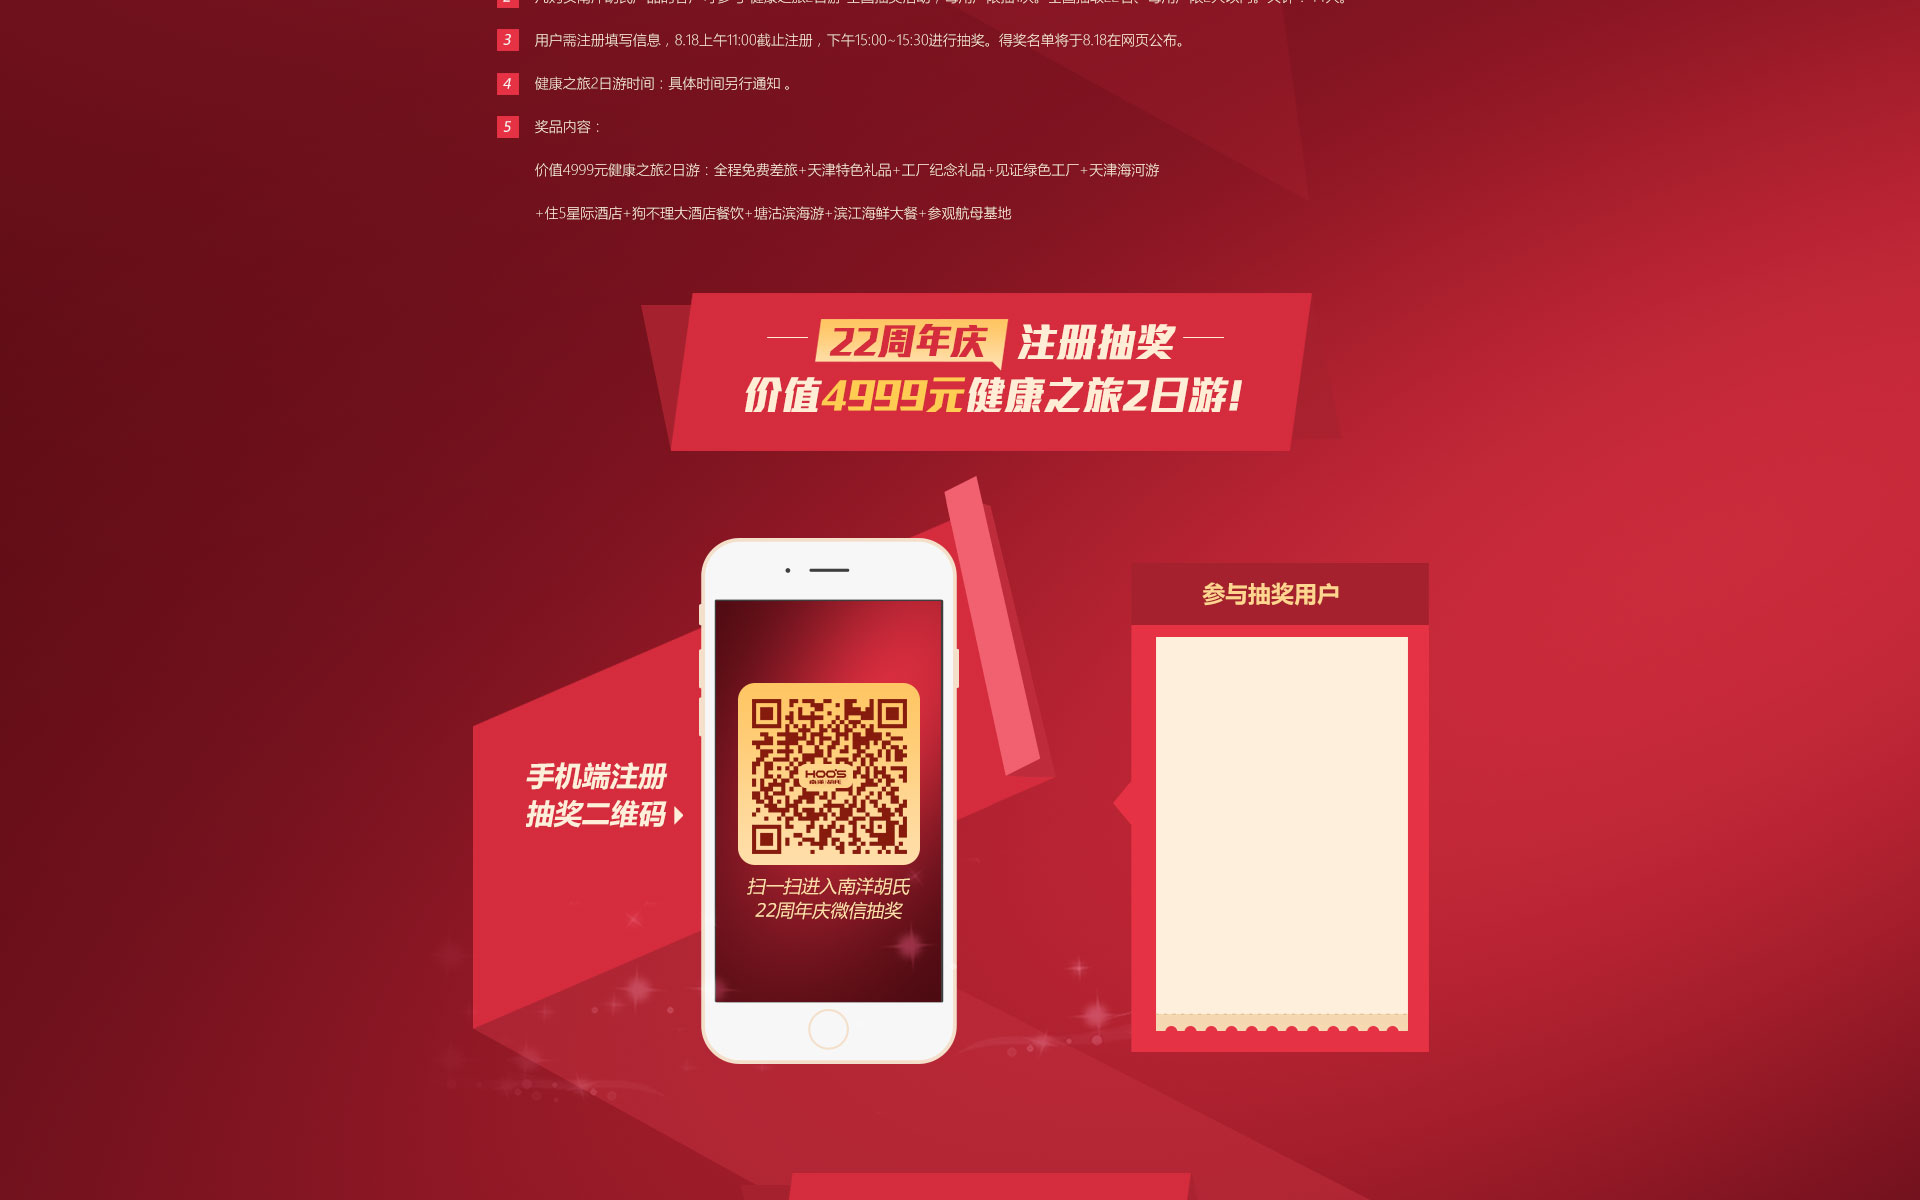 3 用户需注册填写信息，8.18上午11:00截止注册，下午15:00~15:30进行抽奖。得奖名单将于8.18在网页公布。
4 健康之旅2日游时间：具体时间另行通知 。
5 奖品内容：
价值4999元健康之旅2日游：全程免费差旅+天津特色礼品+工厂纪念礼品+见证绿色工厂+天津海河游
+住5星际酒店+狗不理大酒店餐饮+塘沽滨海游+滨江海鲜大餐+参观航母基地
22周年庆 注册抽奖
价值4999元健康之旅2日游!
手机端注册
抽奖二维码
HOO'S
南洋·胡氏
扫一扫进入南洋胡氏
22周年庆微信抽奖
参与抽奖用户